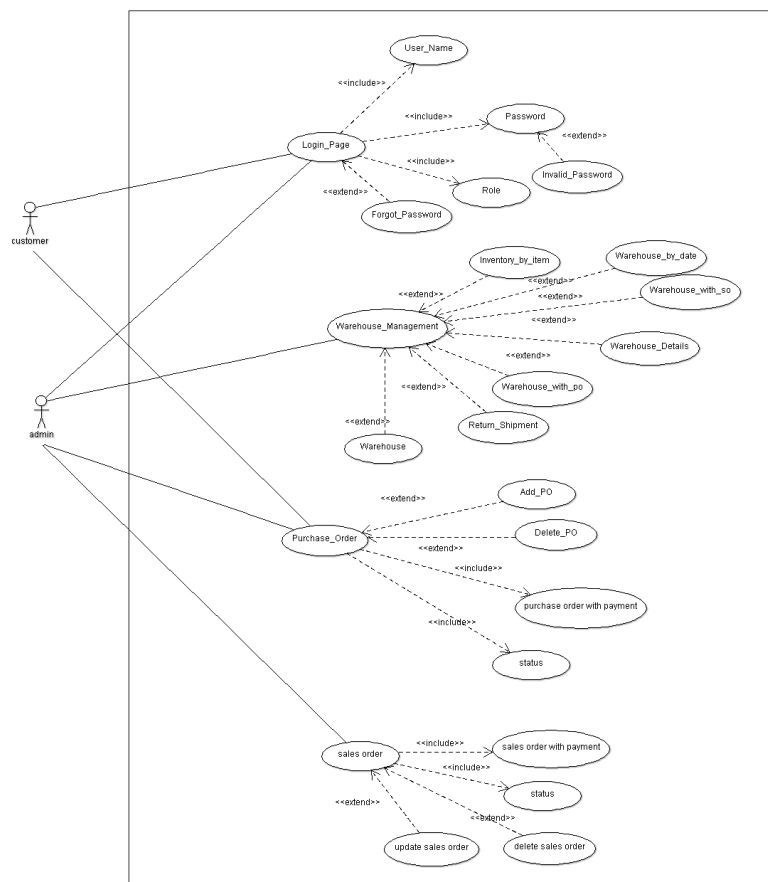 User_Name
<<include>>
<<include>>
Password
<<extend>>
Login_Page
<<include>>
Invalid_Password
Role
<<extend>>
Forgot_Password
customer
Inventory_by_item
Warehouse_by_date
<<extend>>
Warehouse_with_so
<<extend>>
<<extend>>
Warehouse_Management
<<extend>>
Warehouse_Details
<<extend>>
Warehouse_with_po
<<extend>>
<<extend>>
Return_Shipment
admin
Warehouse
Add_PO
<<extend>>
Delete_PO
Purchase_Order
<<extend>>
<<include>>
purchase order with payment
<<include>>
status
<<include>>
sales order with payment
sales order
<<include>>
status
<<extend>>
<<extend>>
update sales order
delete sales order